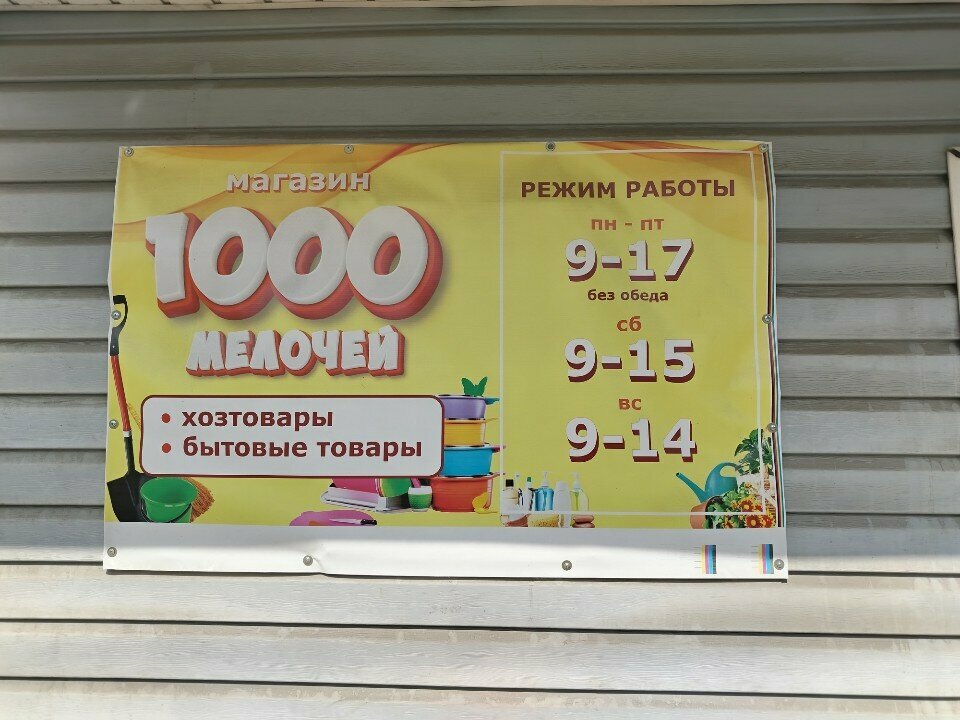 магазин
1000
МЕЛОЧЕЙ
• хозтовары
• бытовые товары
РЕЖИМ РАБОТЫ
пн - пт
9-17
без обеда
сб
9-15
вс
9-14